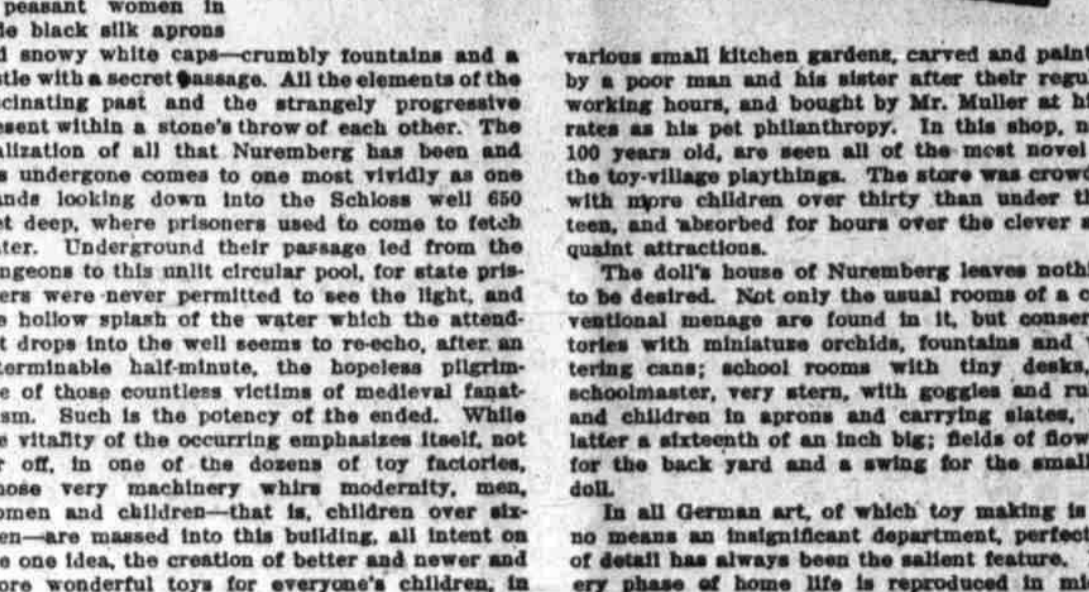 peasant women in
black silk aprons
snowy white caps—crumbly fountains and a
tle with a secret passage. All the elements of the
cinating past and the strangely progressive
esent within a stone's throw of each other. The
alization of all that Nuremberg has been and
s undergone comes to one most vividly as one
ands looking down into the Schloss well 650
et deep, where prisoners used to come to fetch
ter. Underground their passage led from the
ngeons to this unlit circular pool, for state pris-
ers were never permitted to see the light, and
e hollow splash of the water which the attend-
t drops into the well seems to re-echo, after an
terminable half-minute, the hopeless pilgrim-
e of those countless victims of medieval fanat-
sm. Such is the potency of the ended. While
e vitality of the occurring emphasizes itself, not
r off, in one of the dozens of toy factories,
hose very machinery whirs modernity, men,
omen and children—that is, children over six-
en—are massed into this building, all intent on
e one idea, the creation of better and newer and
ore wonderful toys for everyone's children, in
various small kitchen gardens, carved and pain
by a poor man and his sister after their regu
working hours, and bought by Mr. Muller at hi
rates as his pet philanthropy. In this shop,
100 years old, are seen all of the most novel
the toy-village playthings. The store was crow
with more children over thirty than under t
teen, and absorbed for hours over the clever
quaint attractions.
The doll's house of Nuremberg leaves noth
to be desired. Not only the usual rooms of a
ventional menage are found in it, but conser
tories with miniature orchids, fountains and
tering cans; school rooms with tiny desks,
schoolmaster, very stern, with goggles and ru
and children in aprons and carrying slates,
latter a sixteenth of an inch big; fields of flow
for the back yard and a swing for the small
doll.
In all German art, of which toy making is
no means an insignificant department, perfect
of detail has always been the salient feature.
ery phase of home life is reproduced in mi